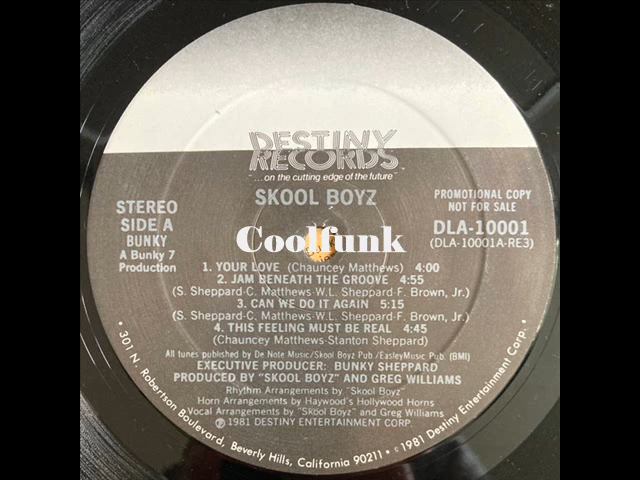 DESTINY
RECORDS
"...on the cutting edge of the future"
SKOOL BOYZ
STEREO
SIDE A
BUNKY
A Bunky 7
Production
PROMOTIONAL COPY
NOT FOR SALE
DLA-10001
(DLA-10001A-RE3)
Coolfunk
1. YOUR LOVE (Chauncey Matthews) 4:00
2. JAM BENEATH THE GROOVE 4:55
(S. Sheppard-C. Matthews-W.L. Sheppard-F. Brown, Jr.)
3. CAN WE DO IT AGAIN 5:15
(S. Sheppard-C. Matthews-W.L. Sheppard-F. Brown, Jr.)
4. THIS FEELING MUST BE REAL 4:45
(Chauncey Matthews-Stanton Sheppard)
All tunes published by De Note Music/Skool Boyz Pub /EasleyMusic Pub. (BMI)
EXECUTIVE PRODUCER: BUNKY SHEPPARD
PRODUCED BY "SKOOL BOYZ" AND GREG WILLIAMS
Rhythm Arrangements by "Skool Boyz"
Horn Arrangements by Haywood's Hollywood Horns
Vocal Arrangements by "Skool Boyz" and Greg Williams
℗ 1981 DESTINY ENTERTAINMENT CORP.
• 301 N. Robertson Boulevard, Beverly Hills, California 90211 • © 1981 Destiny Entertainment Corp. •